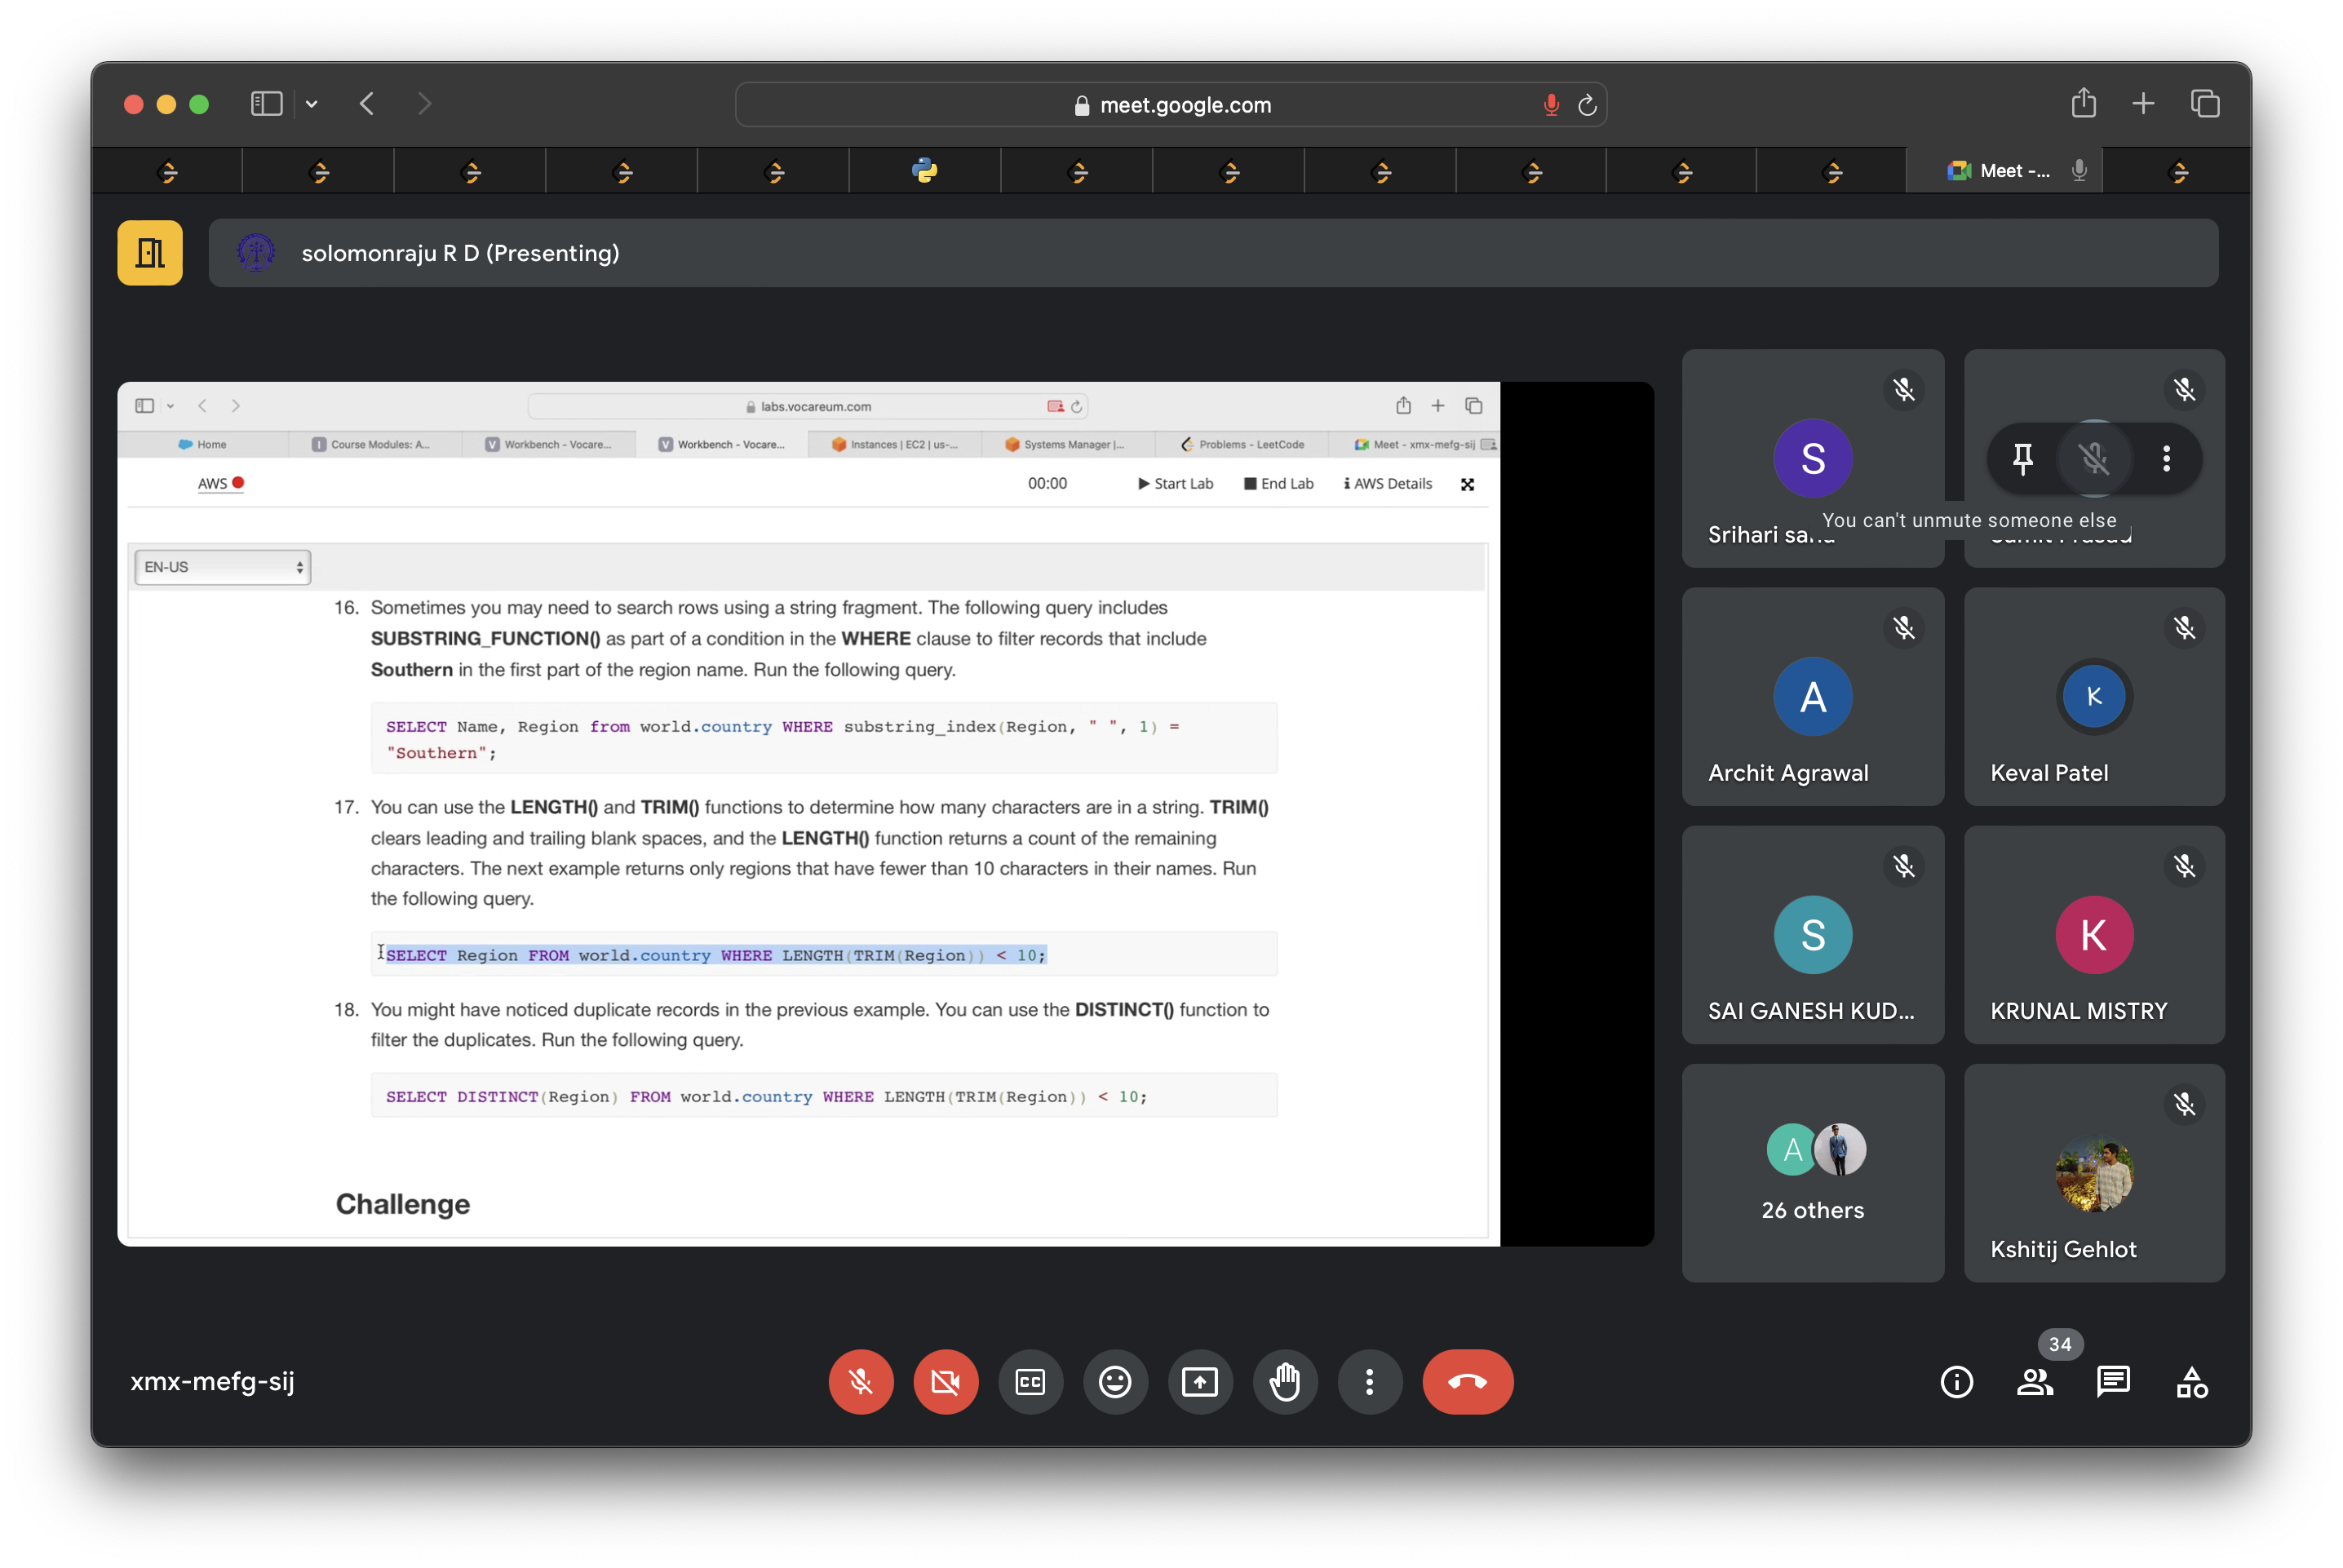 meet.google.com
Meet -...
solomonraju R D (Presenting)
labs.vocareum.com
Home
Course Modules: A...
Workbench - Vocare...
Workbench - Vocare...
Instances | EC2 | us-...
Systems Manager |...
Problems - LeetCode
Meet - xmx-mefg-sij
AWS
00:00
Start Lab
End Lab
AWS Details
EN-US
16. Sometimes you may need to search rows using a string fragment. The following query includes
SUBSTRING_FUNCTION() as part of a condition in the WHERE clause to filter records that include
Southern in the first part of the region name. Run the following query.
SELECT Name, Region from world.country WHERE substring_index(Region, " ", 1) =
"Southern";
17. You can use the LENGTH() and TRIM() functions to determine how many characters are in a string. TRIM()
clears leading and trailing blank spaces, and the LENGTH() function returns a count of the remaining
characters. The next example returns only regions that have fewer than 10 characters in their names. Run
the following query.
SELECT Region FROM world.country WHERE LENGTH(TRIM(Region)) < 10;
18. You might have noticed duplicate records in the previous example. You can use the DISTINCT() function to
filter the duplicates. Run the following query.
SELECT DISTINCT(Region) FROM world.country WHERE LENGTH(TRIM(Region)) < 10;
Challenge
S
Srihari
You can't unmute someone else
A
Archit Agrawal
K
Keval Patel
S
SAI GANESH KUD...
K
KRUNAL MISTRY
A
26 others
Kshitij Gehlot
xmx-mefg-sij
CC
34